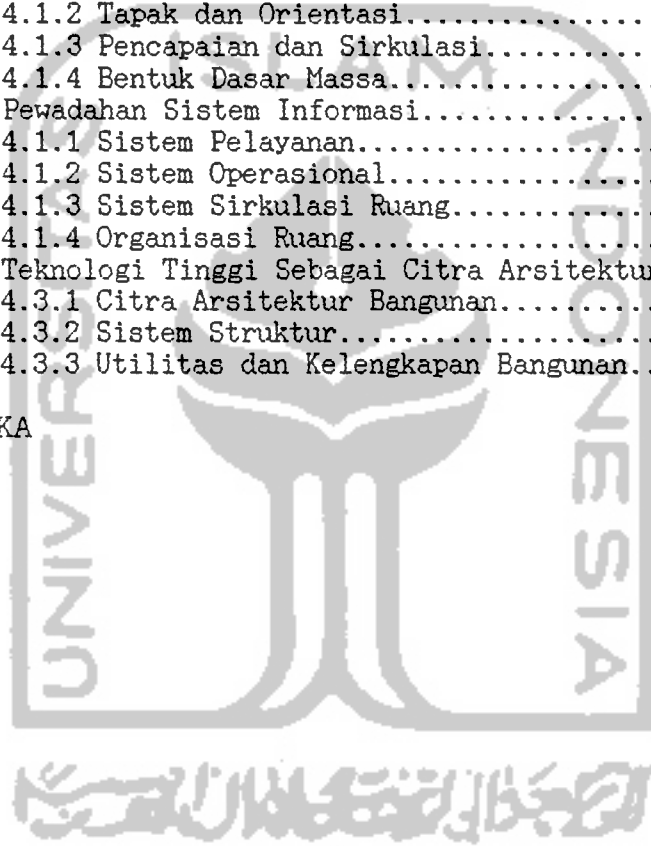 4.1.2 Tapak dan Orientasi................
4.1.3 Pencapaian dan Sirkulasi..........
4.1.4 Bentuk Dasar Massa.................
Pewadahan Sistem Informasi..............
4.1.1 Sistem Pelayanan...................
4.1.2 Sistem Operasional.................
4.1.3 Sistem Sirkulasi Ruang............
4.1.4 Organisasi Ruang...................
Teknologi Tinggi Sebagai Citra Arsitektur
4.3.1 Citra Arsitektur Bangunan.........
4.3.2 Sistem Struktur....................
4.3.3 Utilitas dan Kelengkapan Bangunan..
KA
UNIVERSITAS
ISLAM
INDONESIA